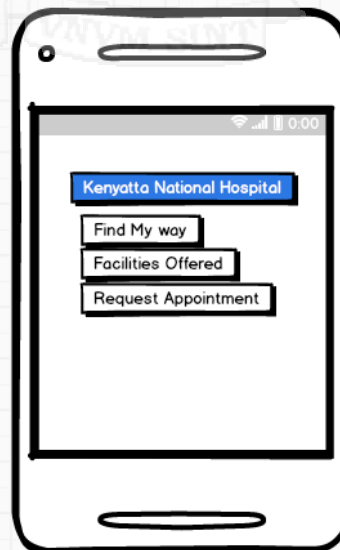 0:00
Kenyatta National Hospital
Find My way
Facilities Offered
Request Appointment